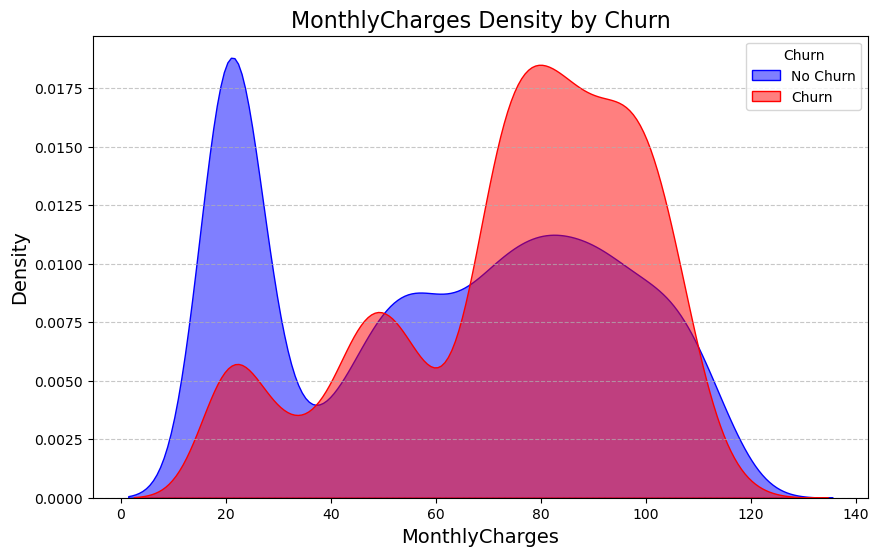 MonthlyCharges Density by Churn
Churn
No Churn
Churn
Density
0.0175
0.0150
0.0125
0.0100
0.0075
0.0050
0.0025
0.0000
0 20 40 60 80 100 120 140
MonthlyCharges